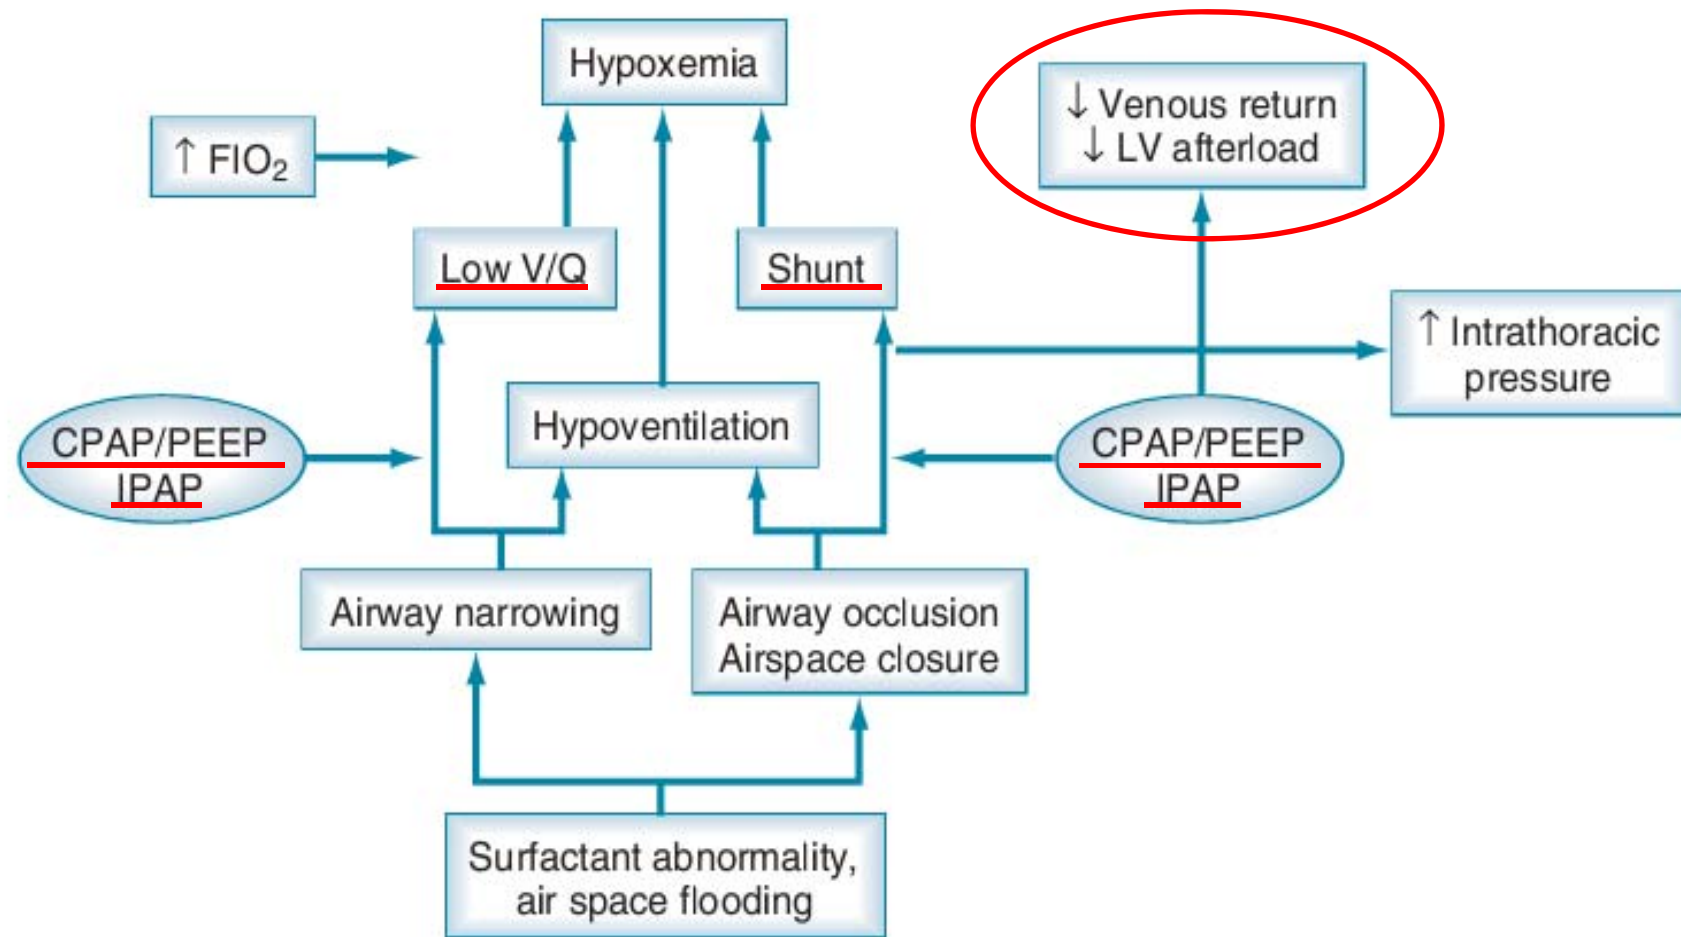 Hypoxemia
↓ Venous return
↓ LV afterload
↑ FIO₂
Low V/Q
Shunt
↑ Intrathoracic
pressure
CPAP/PEEP
IPAP
Hypoventilation
CPAP/PEEP
IPAP
Airway narrowing
Airway occlusion
Airspace closure
Surfactant abnormality,
air space flooding